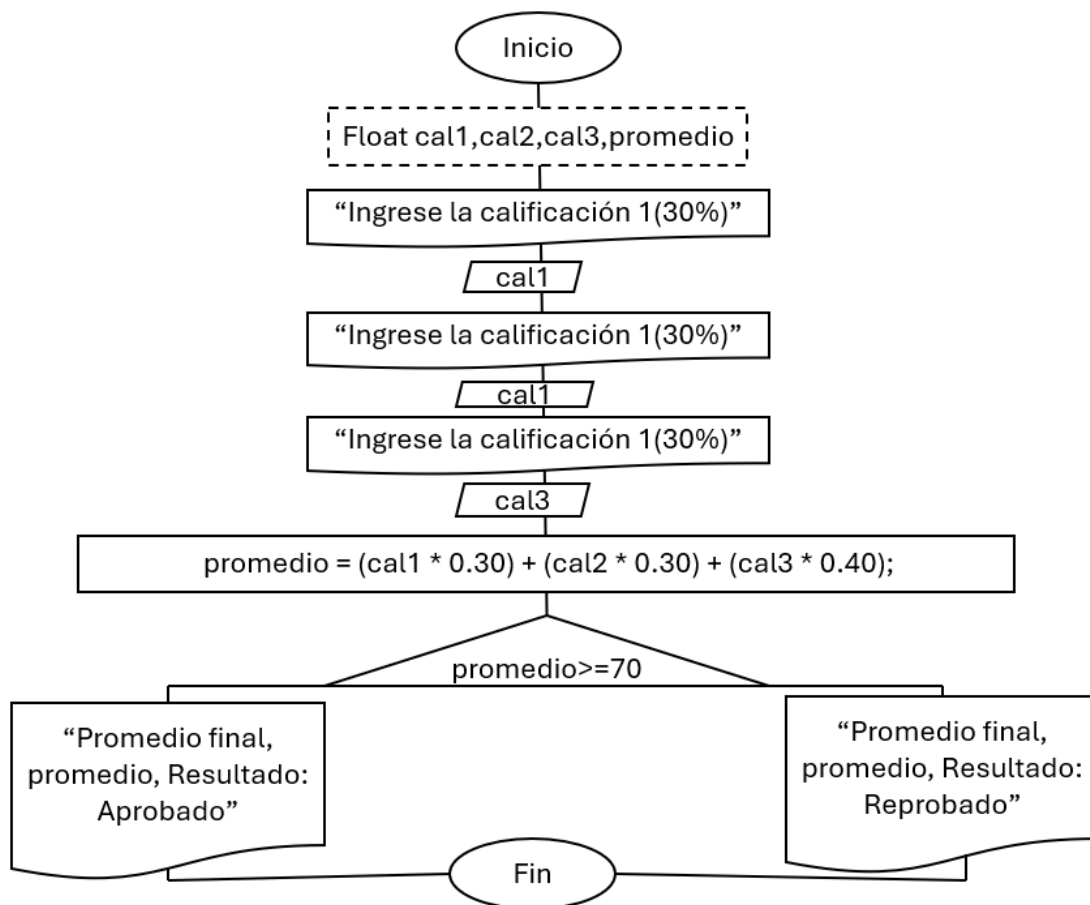 Inicio
Float cal1,cal2,cal3,promedio
“Ingrese la calificación 1(30%)”
cal1
“Ingrese la calificación 1(30%)”
cal1
“Ingrese la calificación 1(30%)”
cal3
promedio = (cal1 * 0.30) + (cal2 * 0.30) + (cal3 * 0.40);
promedio>=70
“Promedio final,
promedio, Resultado:
Aprobado”
“Promedio final,
promedio, Resultado:
Reprobado”
Fin